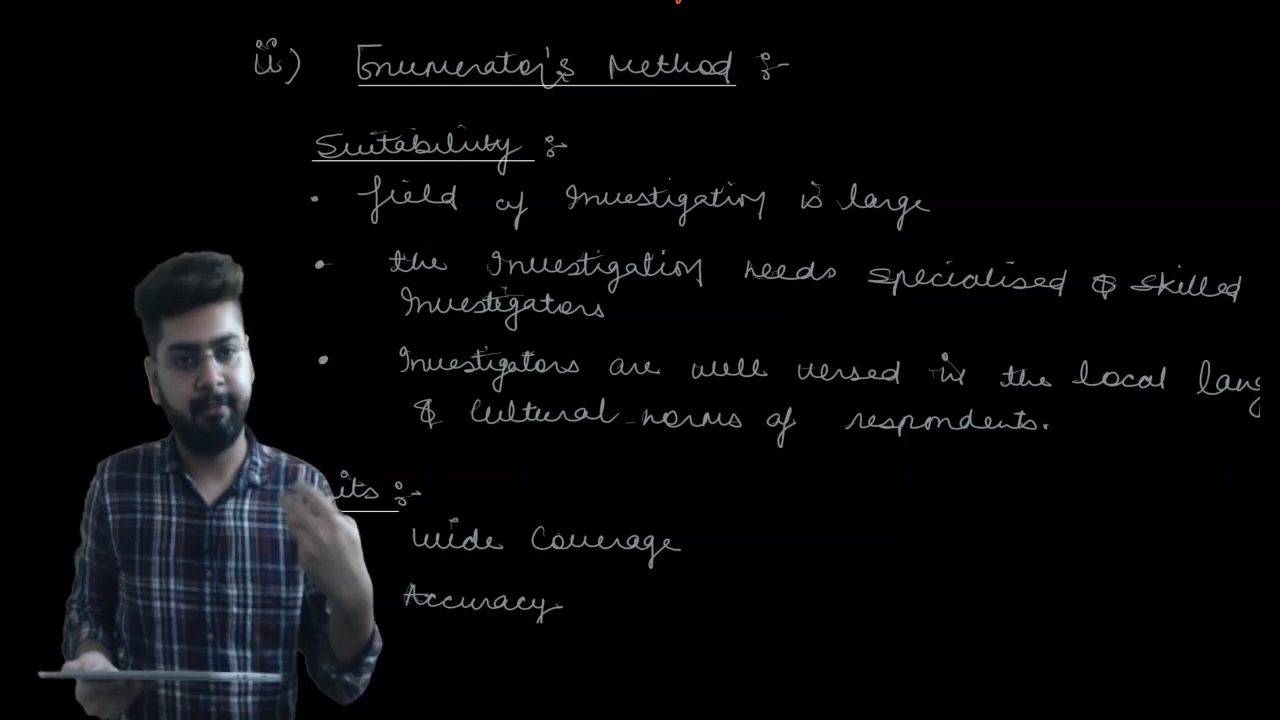 ii) Enumerator's Method :-
Suitability :-
• field of Investigation is large
• the Investigation needs specialised & skilled
Investigators
• Investigators are well versed in the local lang
& Cultural norms of respondents.
its :-
Wide Coverage
Accuracy